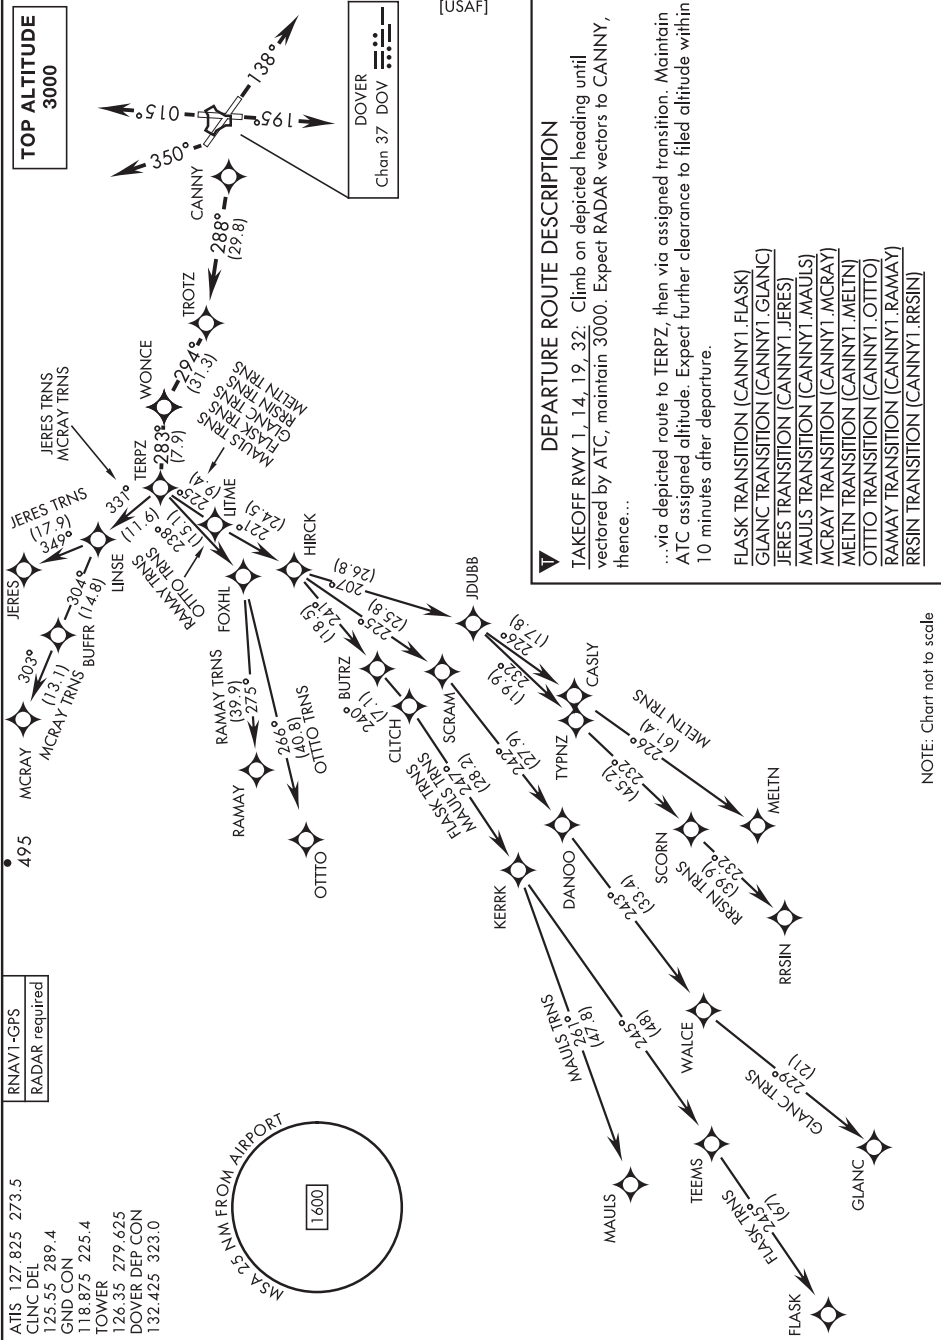 ATIS 127.825 273.5
CLNC DEL
125.55 289.4
GND CON
118.875 225.4
TOWER
126.35 279.625
DOVER DEP CON
132.425 323.0
RNAV1-GPS
RADAR required
495
TOP ALTITUDE
3000
[USAF]
MSA 25 NM FROM AIRPORT
1600
138°
015°
195°
350°
DOVER
Chan 37 DOV
CANNY
288°
(29.8)
TROTZ
294°
(31.3)
WONCE
283°
(7.9)
TERPZ
JERES TRNS
MCRAY TRNS
331°
(11.6)
LINSE
JERES TRNS
(17.9)
349°
JERES
304°
(14.8)
BUFFR
303°
(13.1)
MCRAY TRNS
MCRAY
MAULS TRNS
FLASK TRNS
GLANC TRNS
RRSIN TRNS
MELTN TRNS
225°
(9.4)
LITME
221°
(24.5)
HIRCK
238°
(15.1)
OTTTO TRNS
RAMAY TRNS
FOXHL
RAMAY TRNS
(39.9)
275°
RAMAY
266°
(40.8)
OTTTO TRNS
OTTTO
241°
(18.5)
BUTRZ
240°
(7.1)
CLTCH
FLASK TRNS
MAULS TRNS
247°
(28.2)
KERRK
MAULS TRNS
261°
(47.8)
MAULS
245°
(48)
TEEMS
FLASK TRNS
245°
(67)
FLASK
225°
(25.8)
SCRAM
242°
(27.9)
DANOO
243°
(33.4)
WALCE
GLANC TRNS
229°
(21)
GLANC
207°
(26.8)
JDUBB
226°
(17.8)
CASLY
MELTN TRNS
226°
(61.4)
MELTN
232°
(19.9)
TYPNZ
232°
(45.2)
SCORN
232°
(39.9)
RRSIN TRNS
RRSIN
DEPARTURE ROUTE DESCRIPTION
T
TAKEOFF RWY 1, 14, 19, 32: Climb on depicted heading until
vectored by ATC, maintain 3000. Expect RADAR vectors to CANNY,
thence...
...via depicted route to TERPZ, then via assigned transition. Maintain
ATC assigned altitude. Expect further clearance to filed altitude within
10 minutes after departure.
FLASK TRANSITION (CANNY1.FLASK)
GLANC TRANSITION (CANNY1.GLANC)
JERES TRANSITION (CANNY1.JERES)
MAULS TRANSITION (CANNY1.MAULS)
MCRAY TRANSITION (CANNY1.MCRAY)
MELTN TRANSITION (CANNY1.MELTN)
OTTTO TRANSITION (CANNY1.OTTTO)
RAMAY TRANSITION (CANNY1.RAMAY)
RRSIN TRANSITION (CANNY1.RRSIN)
NOTE: Chart not to scale